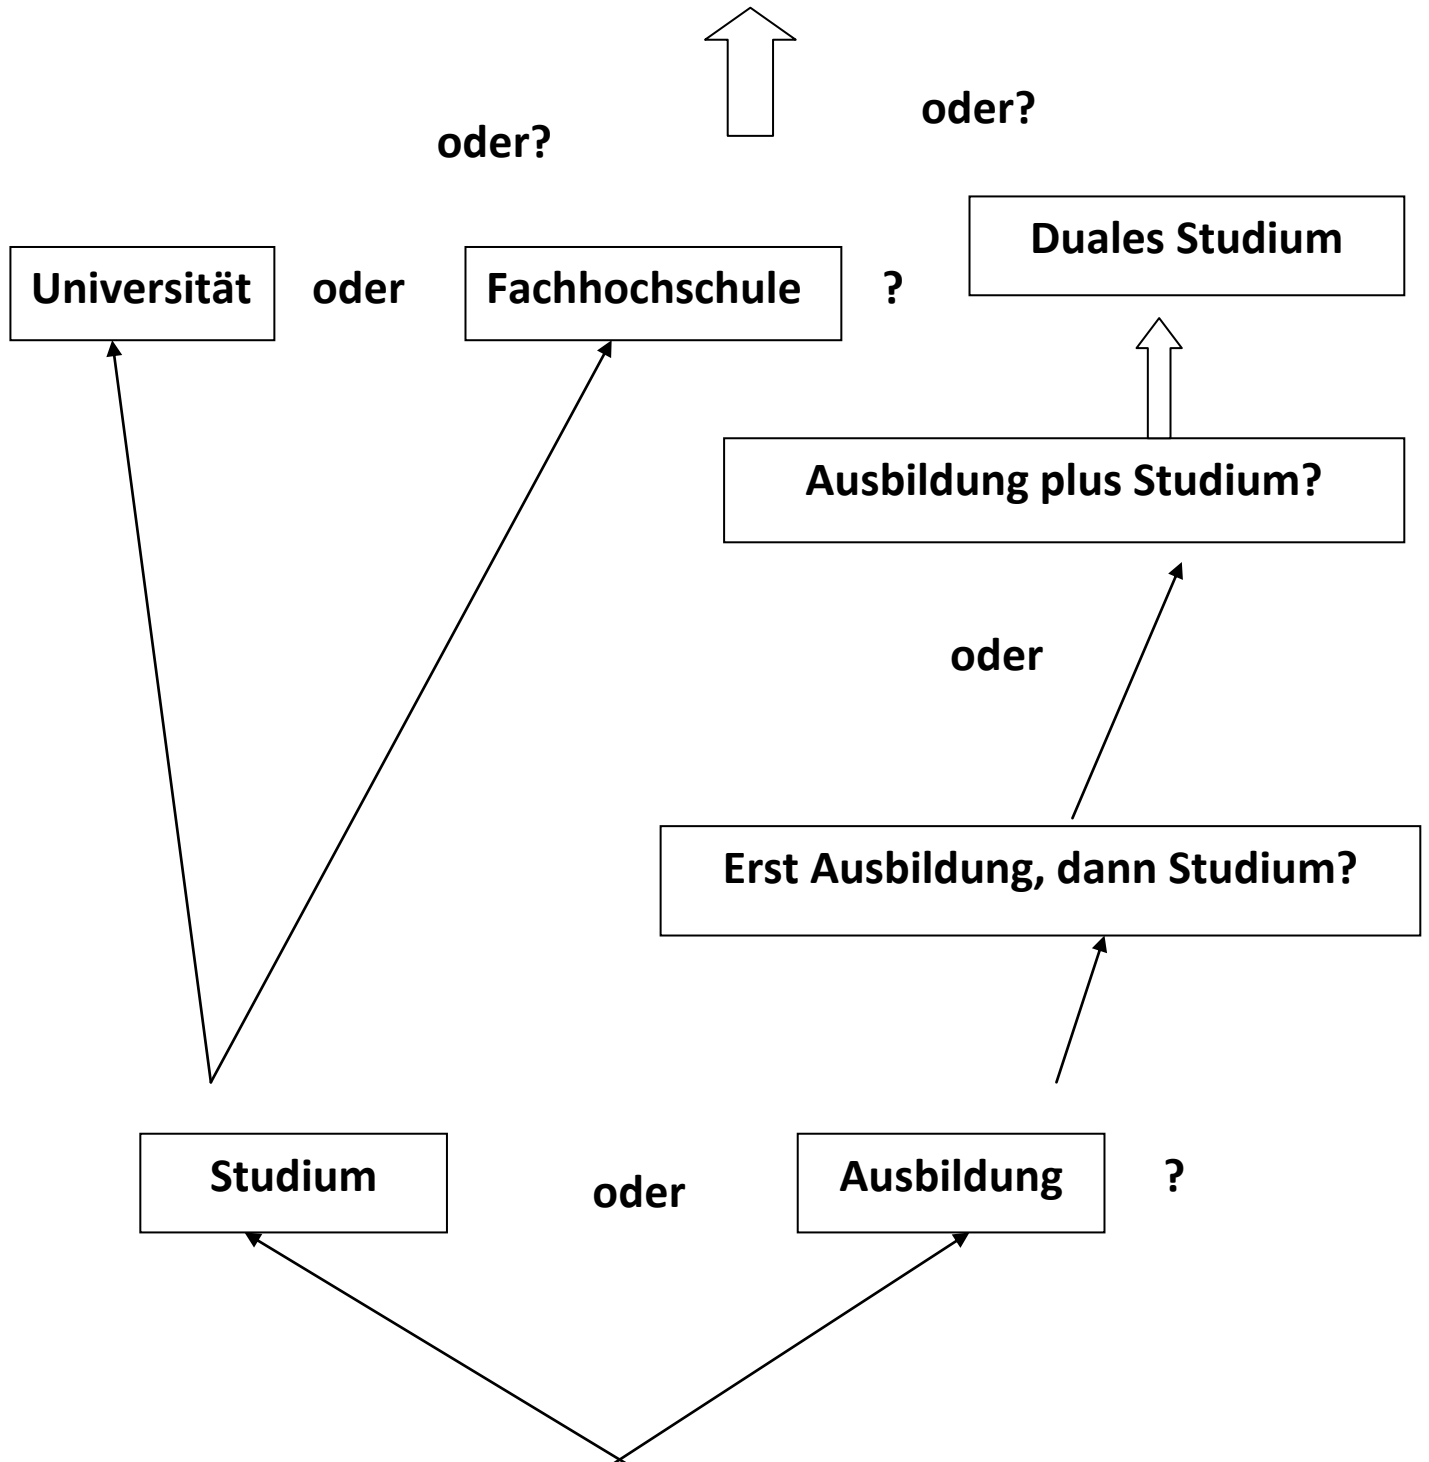 oder?
oder?
Duales Studium
Universität oder Fachhochschule ?
Ausbildung plus Studium?
oder
Erst Ausbildung, dann Studium?
Studium oder Ausbildung ?